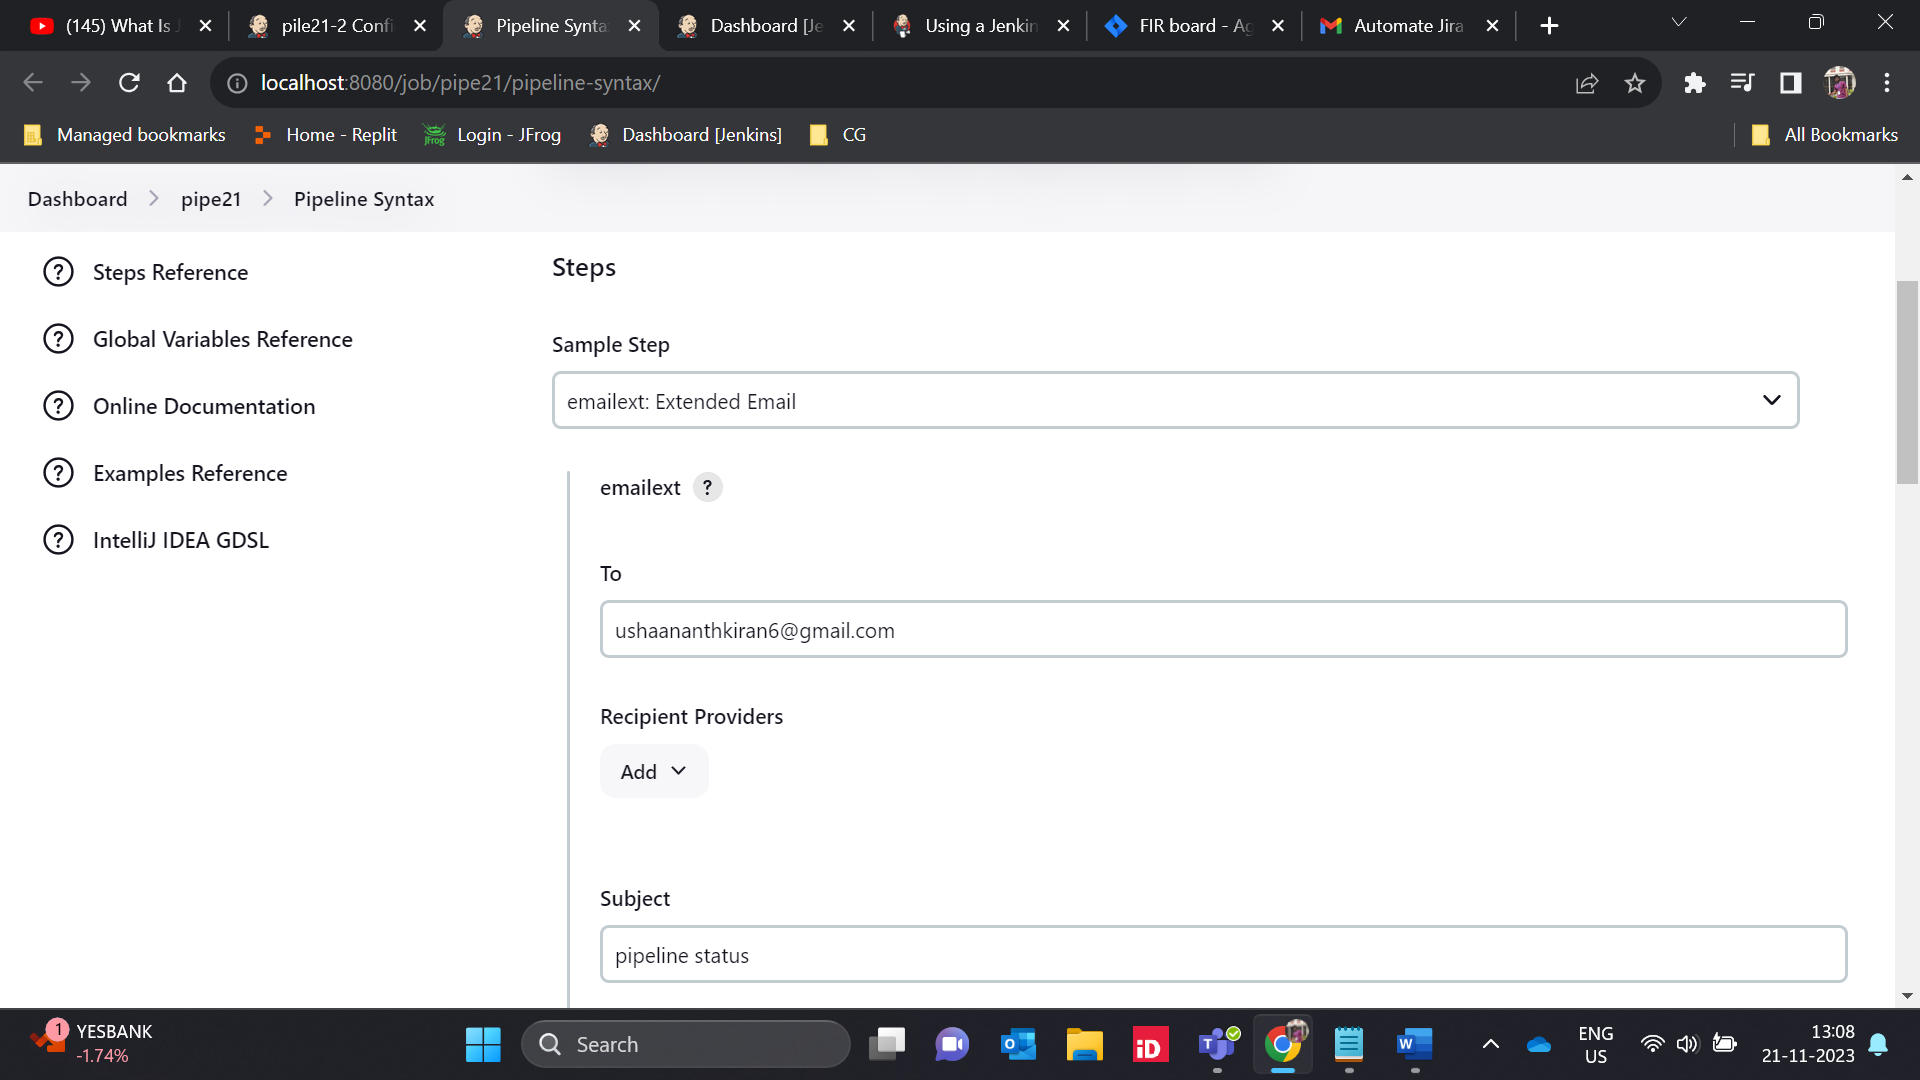 (145) What Is J
pile21-2 Confi
Pipeline Synta
Dashboard [Je
Using a Jenkin
FIR board - Ag
Automate Jira
localhost:8080/job/pipe21/pipeline-syntax/
Managed bookmarks
Home - Replit
Login - JFrog
Dashboard [Jenkins]
CG
All Bookmarks
Dashboard
pipe21
Pipeline Syntax
Steps Reference
Global Variables Reference
Online Documentation
Examples Reference
IntelliJ IDEA GDSL
Steps
Sample Step
emailext: Extended Email
emailext ?
To
ushaananthkiran6@gmail.com
Recipient Providers
Add
Subject
pipeline status
1
YESBANK
-1.74%
Search
iD
ENG
US
13:08
21-11-2023